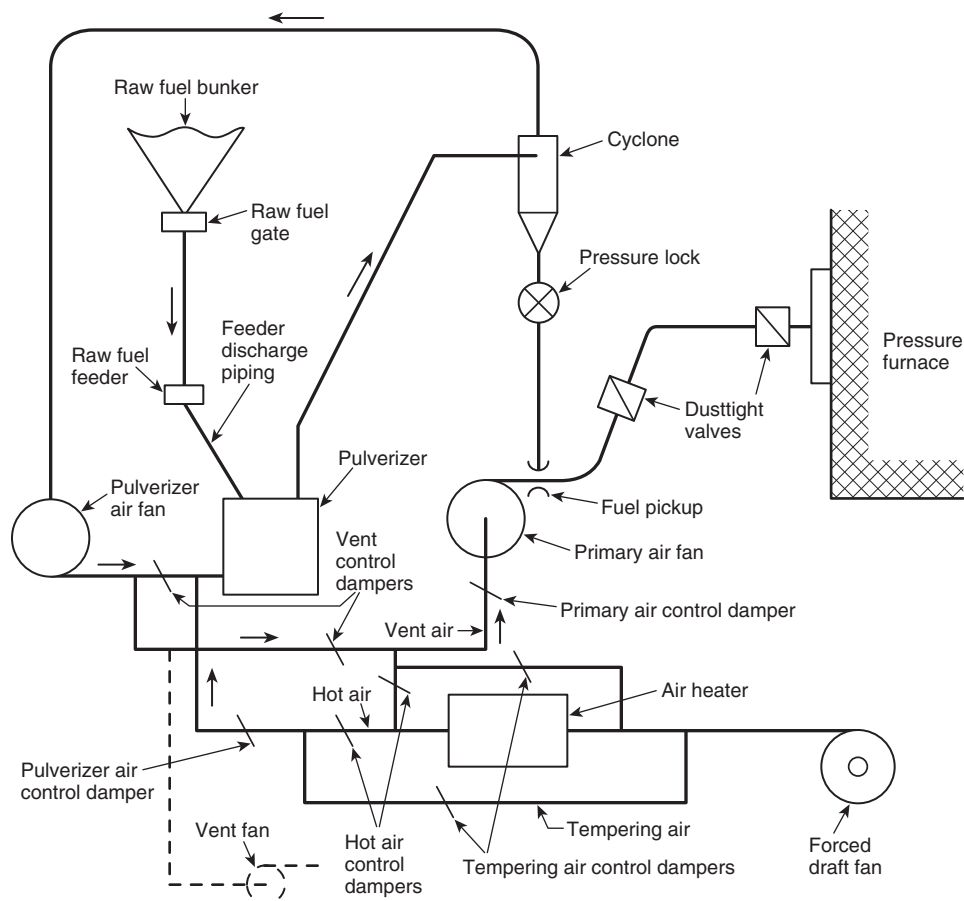 Raw fuel bunker
Cyclone
Raw fuel
gate
Pressure lock
Feeder
discharge
piping
Raw fuel
feeder
Pressure
furnace
Dusttight
valves
Pulverizer
Pulverizer
air fan
Fuel pickup
Vent
control
dampers
Primary air fan
Primary air control damper
Vent air
Air heater
Hot air
Pulverizer air
control damper
Vent fan
Hot air
control
dampers
Tempering air
Tempering air control dampers
Forced
draft fan